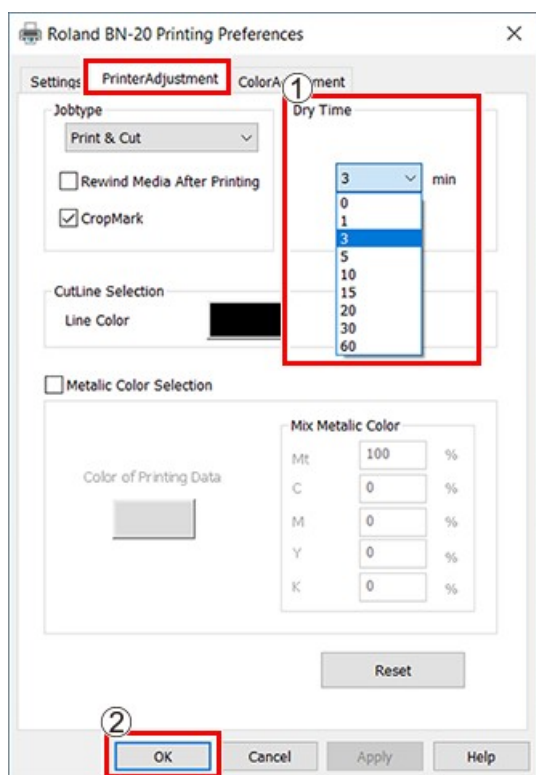 Roland BN-20 Printing Preferences
Settings PrinterAdjustment ColorA ment
①
Jobtype
Print & Cut
Rewind Media After Printing
CropMark
Dry Time
3 min
0
1
3
5
10
15
20
30
60
CutLine Selection
Line Color
Metalic Color Selection
Color of Printing Data
Mix Metalic Color
Mt 100 %
C 0 %
M 0 %
Y 0 %
K 0 %
Reset
②
OK Cancel Apply Help